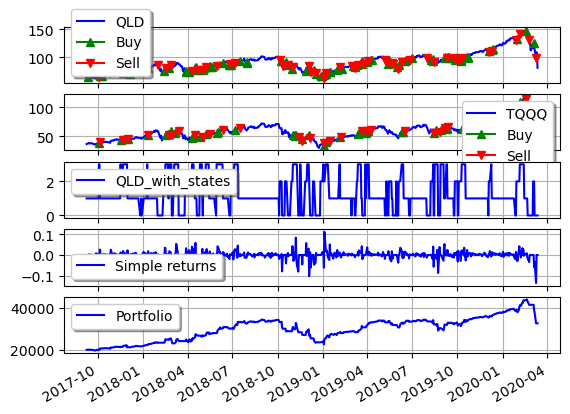 150
100
QLD
Buy
Sell
100
50
TQQQ
Buy
Sell
2
0
QLD_with_states
0.1
0.0
−0.1
Simple returns
40000
20000
Portfolio
2017-10
2018-01
2018-04
2018-07
2018-10
2019-01
2019-04
2019-07
2019-10
2020-01
2020-04